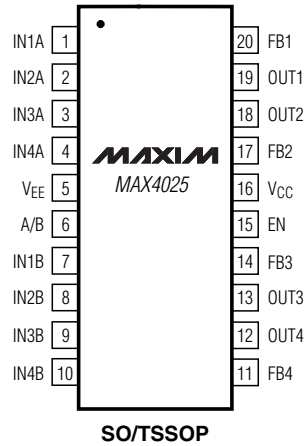 IN1A 1 20 FB1
IN2A 2 19 OUT1
IN3A 3 18 OUT2
IN4A 4 MAXIM 17 FB2
VEE 5 MAX4025 16 VCC
A/B 6 15 EN
IN1B 7 14 FB3
IN2B 8 13 OUT3
IN3B 9 12 OUT4
IN4B 10 11 FB4
SO/TSSOP